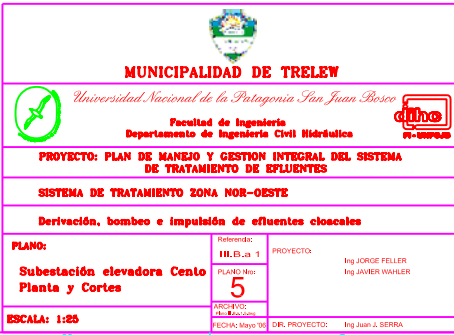 MUNICIPALIDAD DE TRELEW
Universidad Nacional de la Patagonia San Juan Bosco
Facultad de Ingeniería
Departamento de Ingeniería Civil Hidráulica
dihc
FI - UNPSJB
PROYECTO: PLAN DE MANEJO Y GESTION INTEGRAL DEL SISTEMA
DE TRATAMIENTO DE EFLUENTES
SISTEMA DE TRATAMIENTO ZONA NOR-OESTE
Derivación, bombeo e impulsión de efluentes cloacales
PLANO:
Subestación elevadora Cento
Planta y Cortes
ESCALA: 1:25
Referencia:
III.B.a 1
PLANO Nro:
5
ARCHIVO:
FECHA: Mayo '06
PROYECTO:
Ing JORGE FELLER
Ing JAVIER WAHLER
DIR. PROYECTO:
Ing Juan J. SERRA